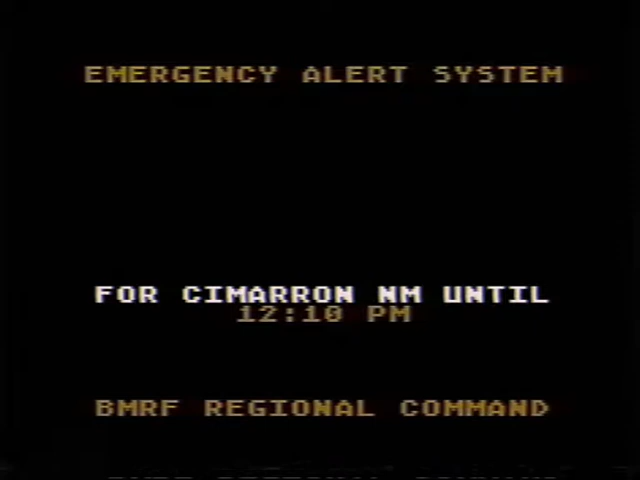 EMERGENCY ALERT SYSTEM
FOR CIMARRON NM UNTIL
12:10 PM
BMRF REGIONAL COMMAND